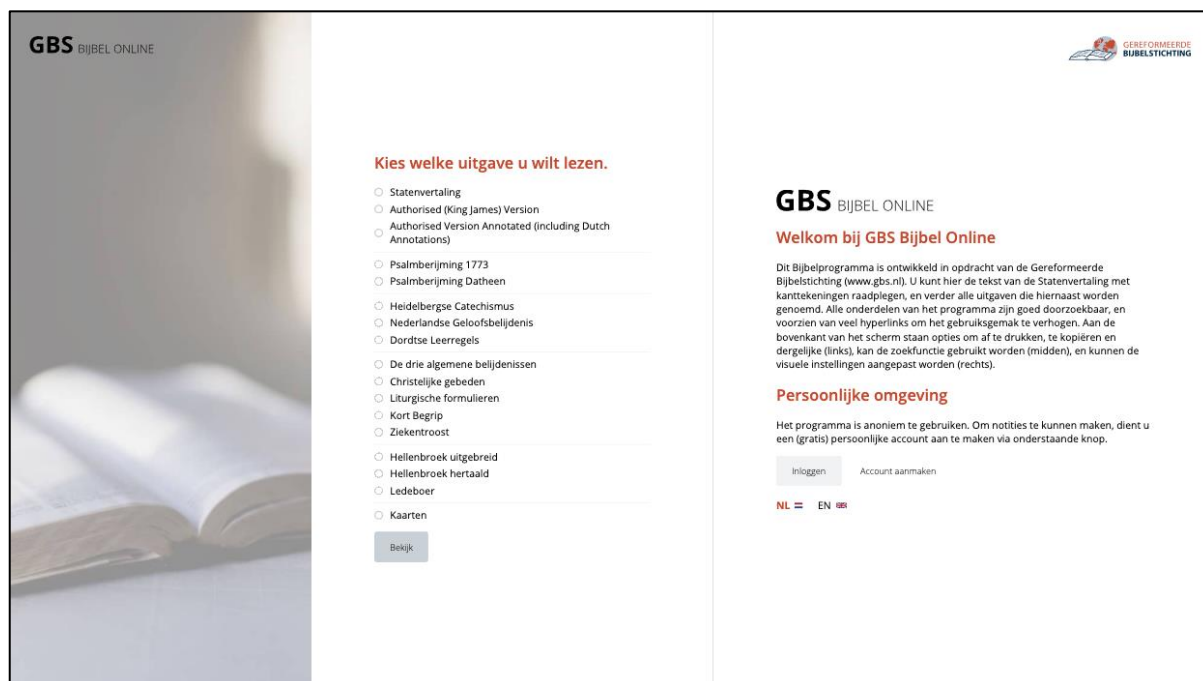 GBS BIJBEL ONLINE
GEREFORMEERDE
BIJBELSTICHTING
Kies welke uitgave u wilt lezen.
Statenvertaling
Authorised (King James) Version
Authorised Version Annotated (including Dutch
Annotations)
Psalmberijming 1773
Psalmberijming Datheen
Heidelbergse Catechismus
Nederlandse Geloofsbelijdenis
Dordtse Leerregels
De drie algemene belijdenissen
Christelijke gebeden
Liturgische formulieren
Kort Begrip
Ziekentroost
Hellenbroek uitgebreid
Hellenbroek hertaald
Ledeboer
Kaarten
Bekijk
GBS BIJBEL ONLINE
Welkom bij GBS Bijbel Online
Dit Bijbelprogramma is ontwikkeld in opdracht van de Gereformeerde
Bijbelstichting (www.gbs.nl). U kunt hier de tekst van de Statenvertaling met
kanttekeningen raadplegen, en verder alle uitgaven die hiernaast worden
genoemd. Alle onderdelen van het programma zijn goed doorzoekbaar, en
voorzien van veel hyperlinks om het gebruiksgemak te verhogen. Aan de
bovenkant van het scherm staan opties om af te drukken, te kopiëren en
dergelijke (links), kan de zoekfunctie gebruikt worden (midden), en kunnen de
visuele instellingen aangepast worden (rechts).
Persoonlijke omgeving
Het programma is anoniem te gebruiken. Om notities te kunnen maken, dient u
een (gratis) persoonlijke account aan te maken via onderstaande knop.
Inloggen Account aanmaken
NL EN